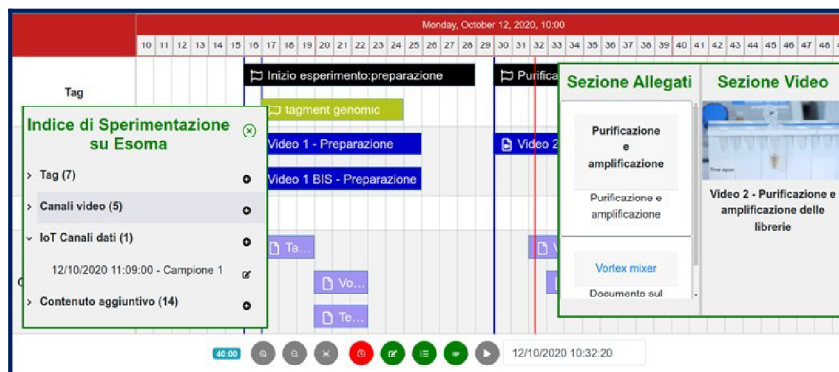 Monday, October 12, 2020, 10:00
10 11 12 13 14 15 16 17 18 19 20 21 22 23 24 25 26 27 28 29 30 31 32 33 34 35 36 37 38 39 40 41 42 43 44 45 46 47 48
Tag
Inizio esperimento:preparazione
Purifica
tagment genomic
Indice di Sperimentazione
su Esoma
Tag (7)
Canali video (5)
IoT Canali dati (1)
12/10/2020 11:09:00 - Campione 1
Contenuto aggiuntivo (14)
Video 1 - Preparazione
Video 2
Video 1 BIS - Preparazione
Ta...
Vo...
Te...
Sezione Allegati
Purificazione
e
amplificazione
Purificazione e
amplificazione
Vortex mixer
Documento sul
Sezione Video
Video 2 - Purificazione e
amplificazione delle
librerie
40:00
12/10/2020 10:32:20